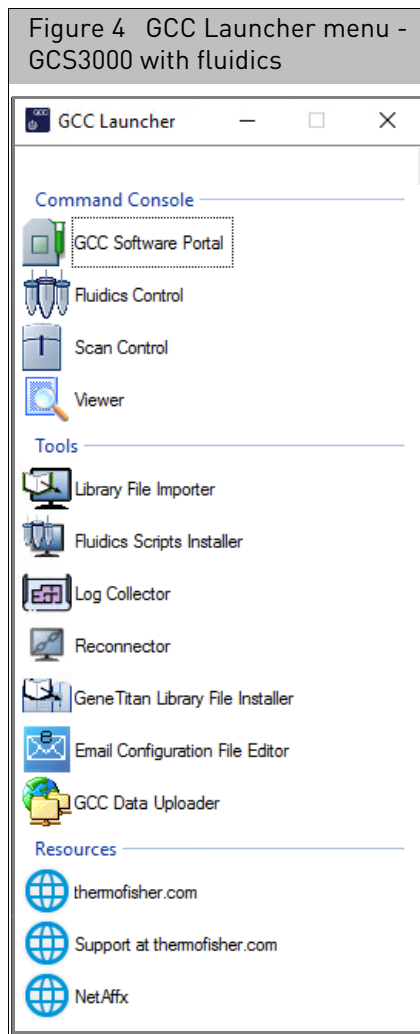 Figure 4 GCC Launcher menu -
GCS3000 with fluidics
GCC Launcher
Command Console
GCC Software Portal
Fluidics Control
Scan Control
Viewer
Tools
Library File Importer
Fluidics Scripts Installer
Log Collector
Reconnector
GeneTitan Library File Installer
Email Configuration File Editor
GCC Data Uploader
Resources
thermofisher.com
Support at thermofisher.com
NetAffx